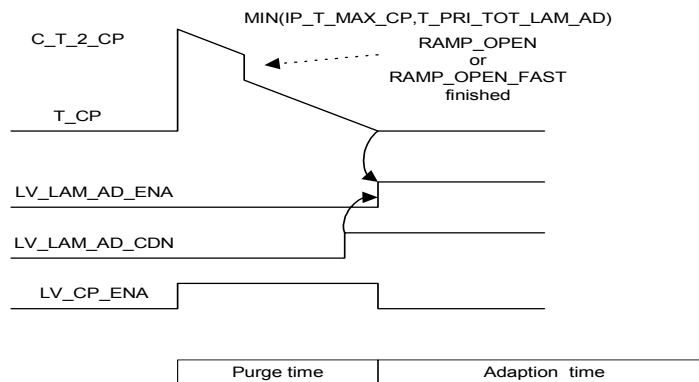 MIN(IP_T_MAX_CP,T_PRI_TOT_LAM_AD)
C_T_2_CP
RAMP_OPEN
or
RAMP_OPEN_FAST
finished
T_CP
LV_LAM_AD_ENA
LV_LAM_AD_CDN
LV_CP_ENA
Purge time
Adaption time